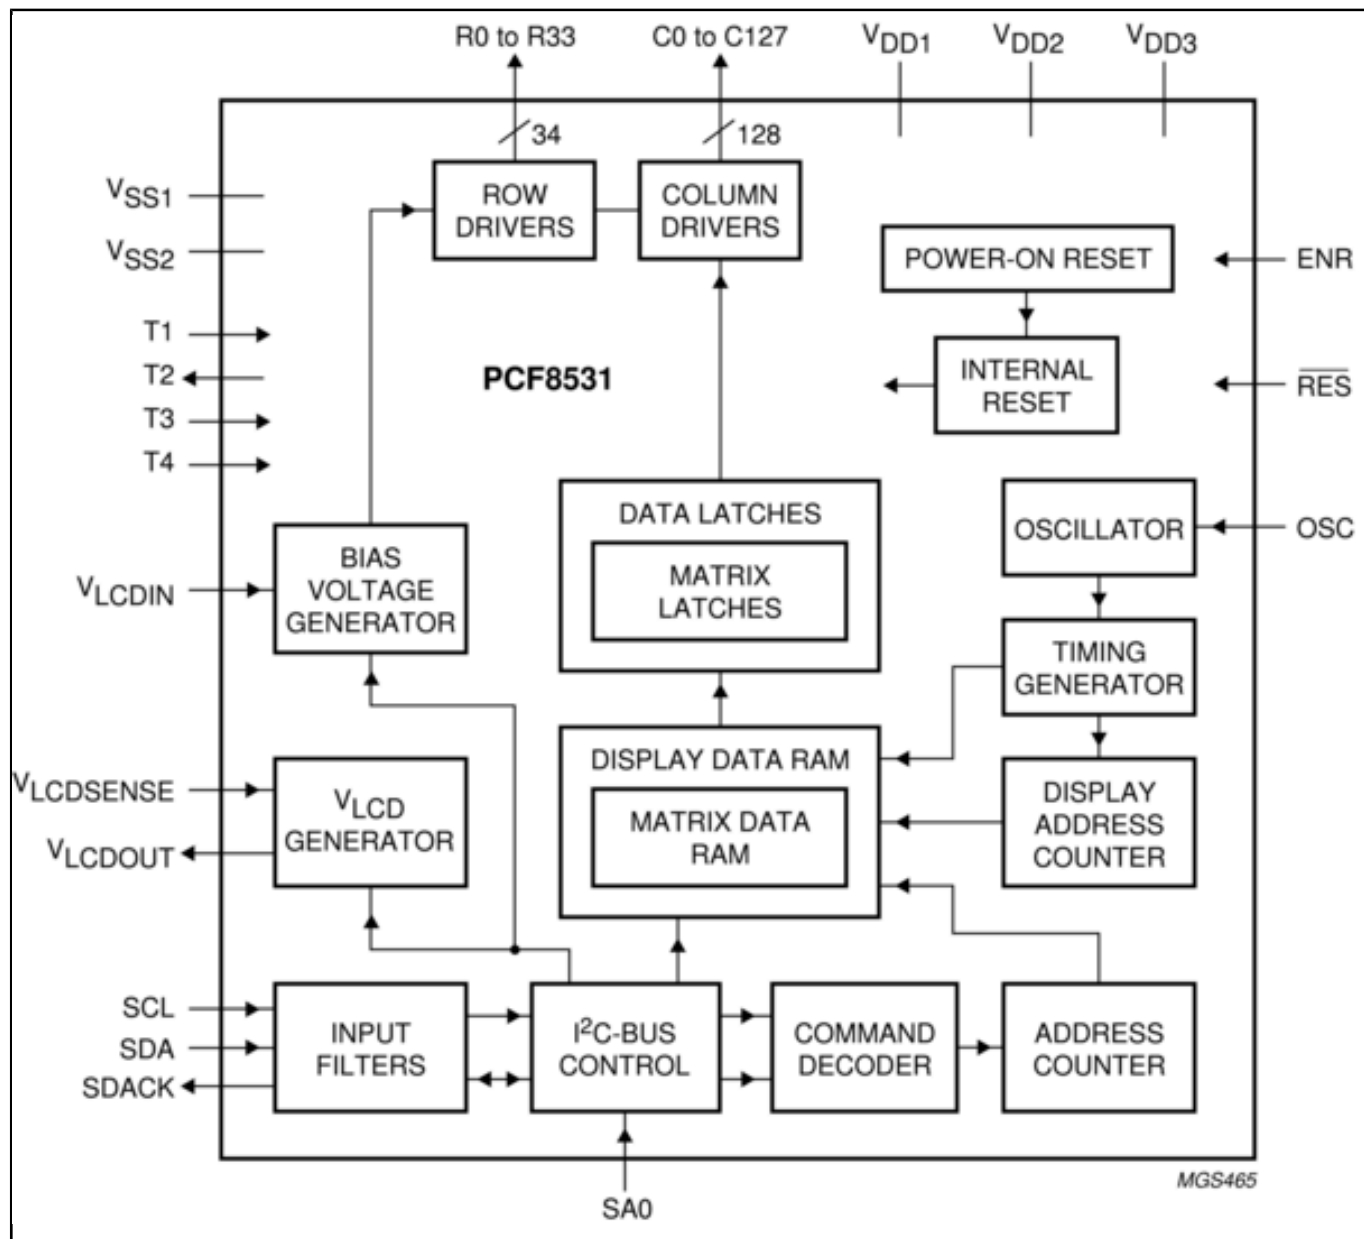 R0 to R33
C0 to C127
VDD1
VDD2
VDD3
34
128
VSS1
VSS2
T1
T2
T3
T4
ROW
DRIVERS
COLUMN
DRIVERS
POWER-ON RESET
ENR
INTERNAL
RESET
RES
PCF8531
DATA LATCHES
MATRIX
LATCHES
OSCILLATOR
OSC
VLCDIN
BIAS
VOLTAGE
GENERATOR
TIMING
GENERATOR
VLCDSENSE
VLCDOUT
VLCD
GENERATOR
DISPLAY DATA RAM
MATRIX DATA
RAM
DISPLAY
ADDRESS
COUNTER
SCL
SDA
SDACK
INPUT
FILTERS
I²C-BUS
CONTROL
COMMAND
DECODER
ADDRESS
COUNTER
SA0
MGS465